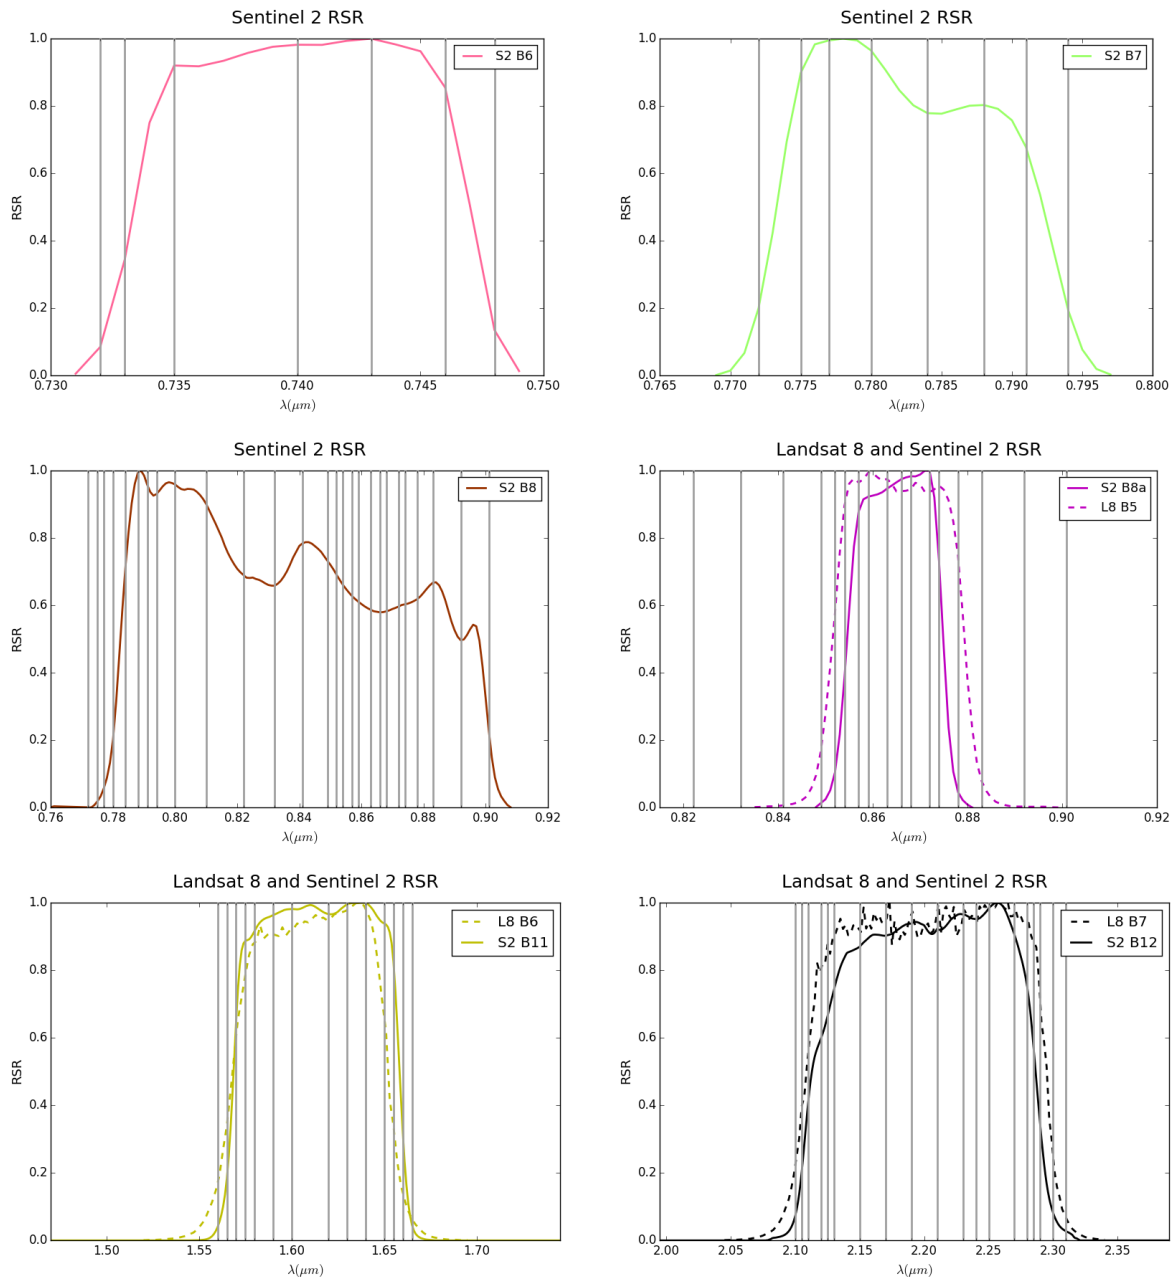 Sentinel 2 RSR
1.0
0.8
0.6
0.4
0.2
0.0
RSR
S2 B6
0.730 0.735 0.740 0.745 0.750
λ(μm)
Sentinel 2 RSR
1.0
0.8
0.6
0.4
0.2
0.0
RSR
S2 B7
0.765 0.770 0.775 0.780 0.785 0.790 0.795 0.800
λ(μm)
Sentinel 2 RSR
1.0
0.8
0.6
0.4
0.2
0.0
RSR
S2 B8
0.76 0.78 0.80 0.82 0.84 0.86 0.88 0.90 0.92
λ(μm)
Landsat 8 and Sentinel 2 RSR
1.0
0.8
0.6
0.4
0.2
0.0
RSR
S2 B8a
L8 B5
0.82 0.84 0.86 0.88 0.90 0.92
λ(μm)
Landsat 8 and Sentinel 2 RSR
1.0
0.8
0.6
0.4
0.2
0.0
RSR
L8 B6
S2 B11
1.50 1.55 1.60 1.65 1.70
λ(μm)
Landsat 8 and Sentinel 2 RSR
1.0
0.8
0.6
0.4
0.2
0.0
RSR
L8 B7
S2 B12
2.00 2.05 2.10 2.15 2.20 2.25 2.30 2.35
λ(μm)